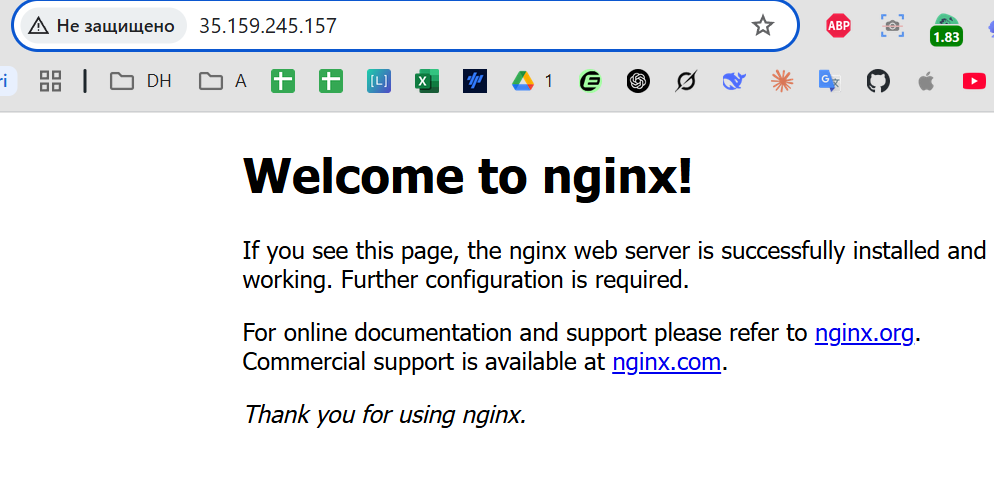 Не защищено 35.159.245.157
ABP
1.83
ri
DH
A
[L]
1
G
Welcome to nginx!
If you see this page, the nginx web server is successfully installed and
working. Further configuration is required.
For online documentation and support please refer to nginx.org.
Commercial support is available at nginx.com.
Thank you for using nginx.